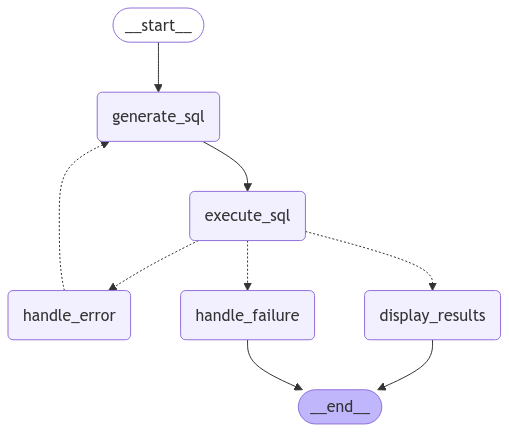 __start__
generate_sql
execute_sql
handle_error
handle_failure
display_results
__end__